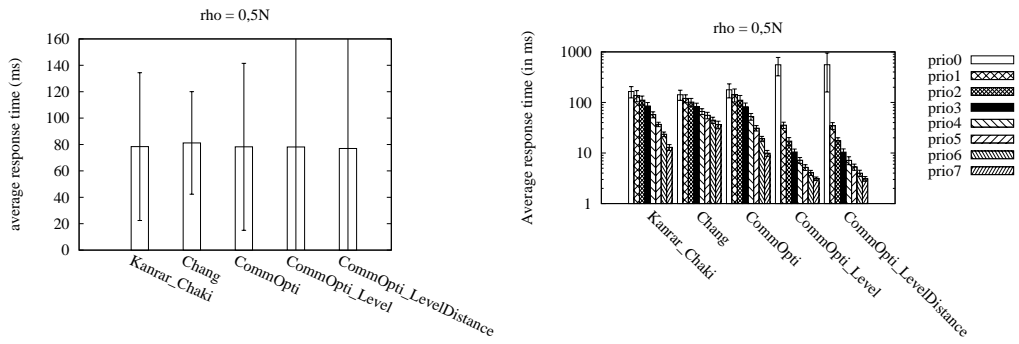 rho = 0,5N
average response time (ms)
160
140
120
100
80
60
40
20
0
Kanrar_Chaki
Chang
CommOpti
CommOpti_Level
CommOpti_LevelDistance
rho = 0,5N
Average response time (in ms)
1000
100
10
1
Kanrar_Chaki
Chang
CommOpti
CommOpti_Level
CommOpti_LevelDistance
prio0
prio1
prio2
prio3
prio4
prio5
prio6
prio7